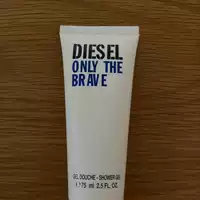 DIESEL
ONLY THE
BRAVE
GEL DOUCHE - SHOWER GEL
75 ml 2.5 FL. OZ